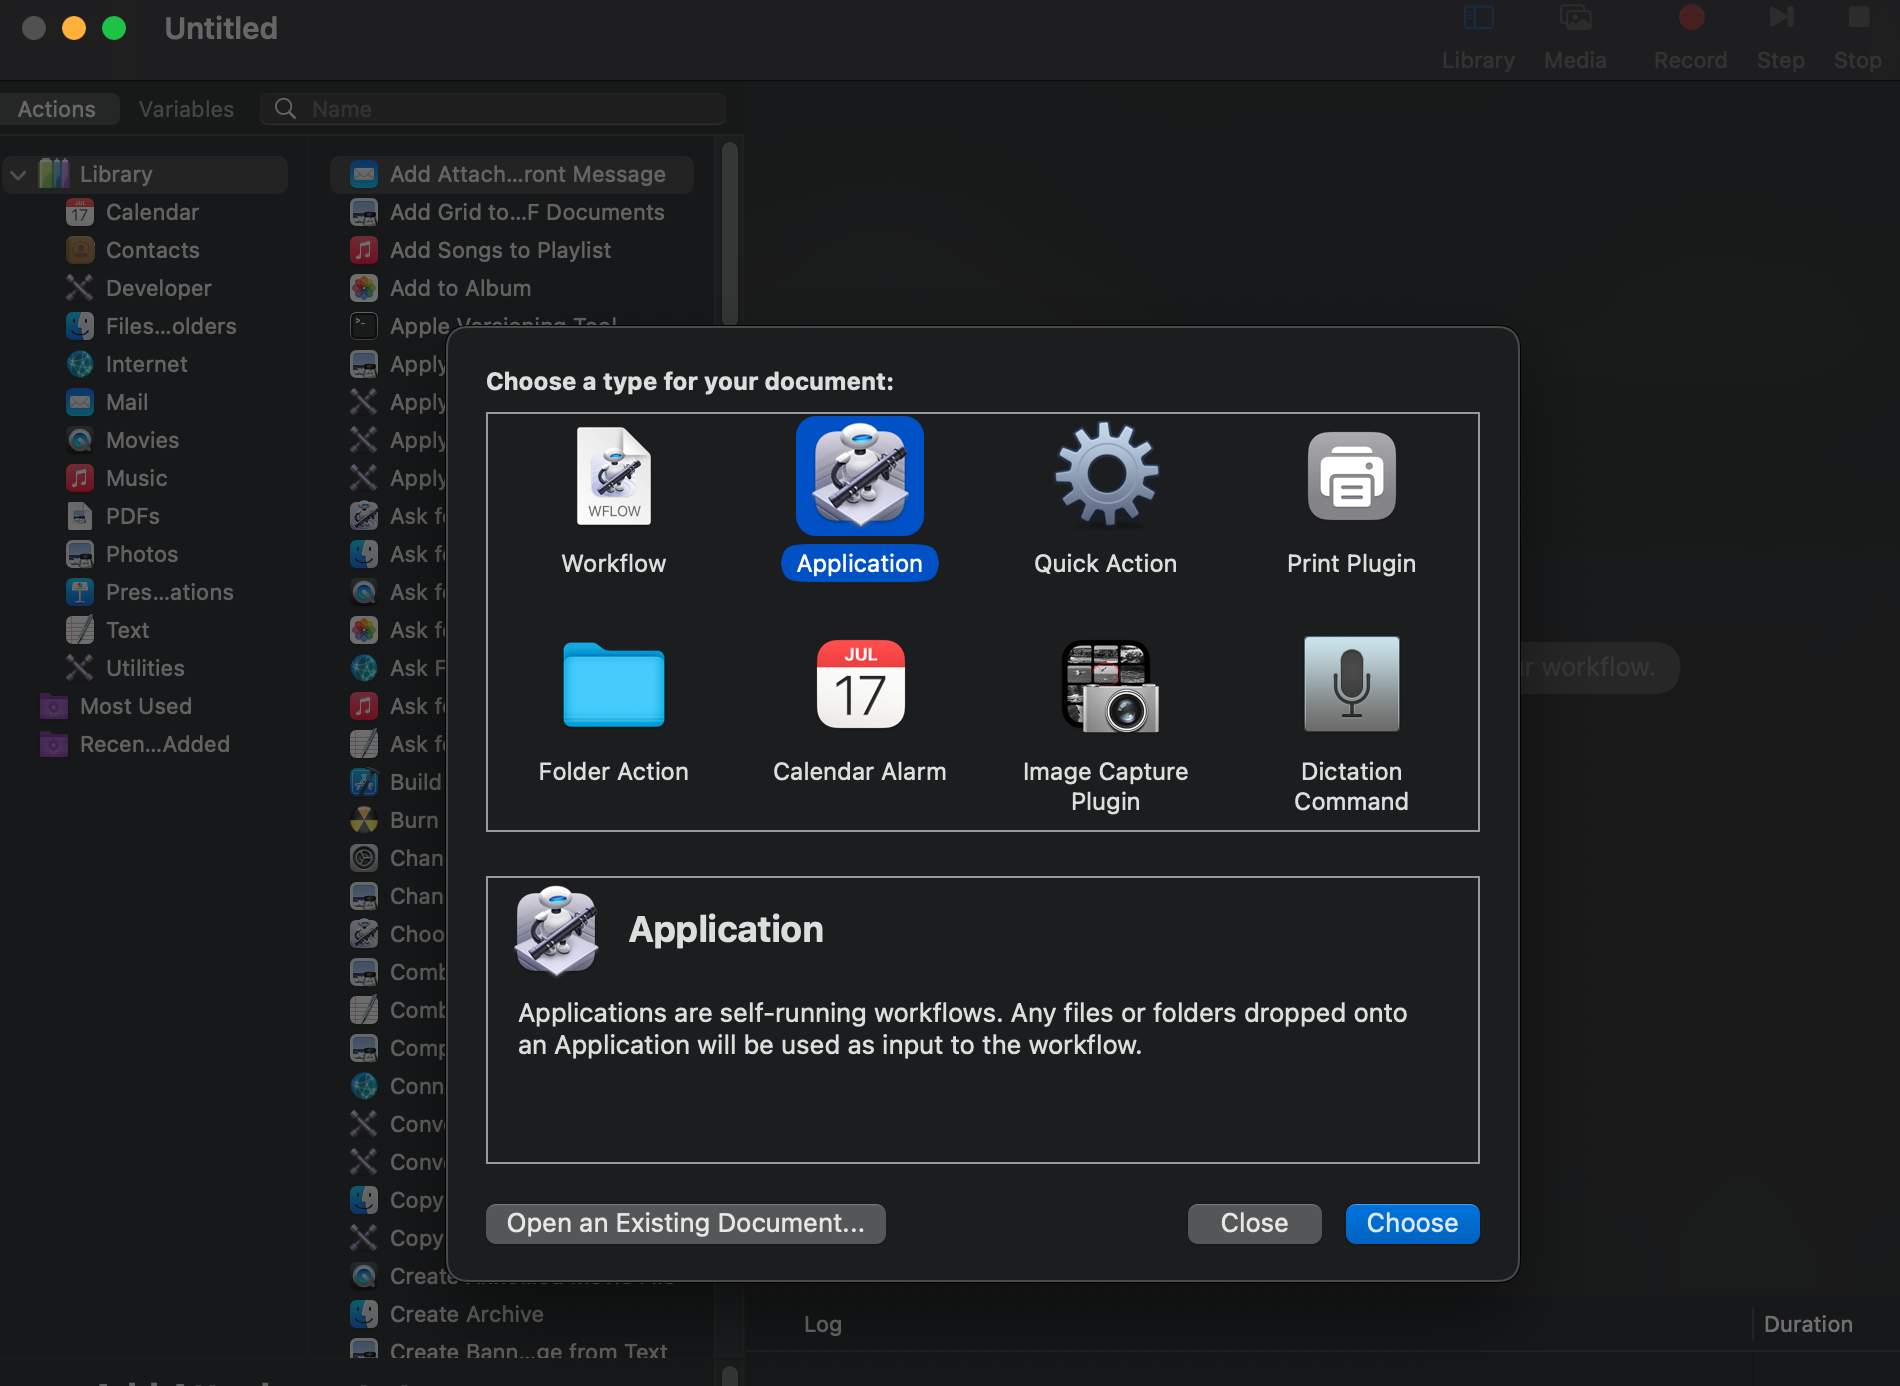 Untitled
Library
Media
Record
Step
Stop
Actions
Variables
Name
Library
Calendar
Contacts
Developer
Files...olders
Internet
Mail
Movies
Music
PDFs
Photos
Pres...ations
Text
Utilities
Most Used
Recen...Added
Add Attach...ront Message
Add Grid to...F Documents
Add Songs to Playlist
Add to Album
Apple Versioning Tool
Apply
Apply
Apply
Apply
Ask
Ask
Ask
Ask
Ask F
Ask
Ask
Build
Burn
Chan
Chan
Choo
Comb
Comb
Comp
Conn
Conv
Conv
Copy
Copy
Create
Create Archive
Create Bann...ge from Text
Choose a type for your document:
WFLOW
Workflow
Application
Quick Action
Print Plugin
Folder Action
JUL
17
Calendar Alarm
Image Capture
Plugin
Dictation
Command
Application
Applications are self-running workflows. Any files or folders dropped onto
an Application will be used as input to the workflow.
Open an Existing Document...
Close
Choose
r workflow.
Log
Duration